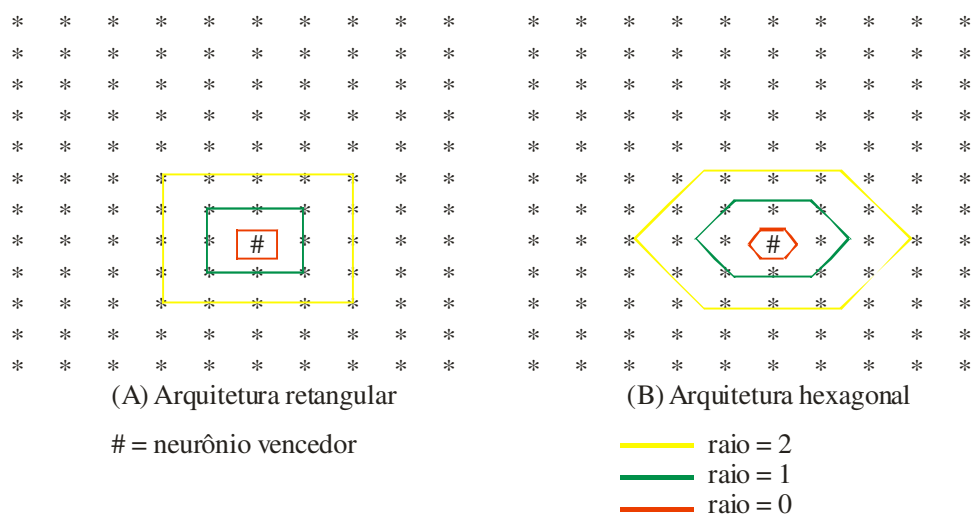 #
#
(A) Arquitetura retangular
(B) Arquitetura hexagonal
# = neurônio vencedor
raio = 2
raio = 1
raio = 0